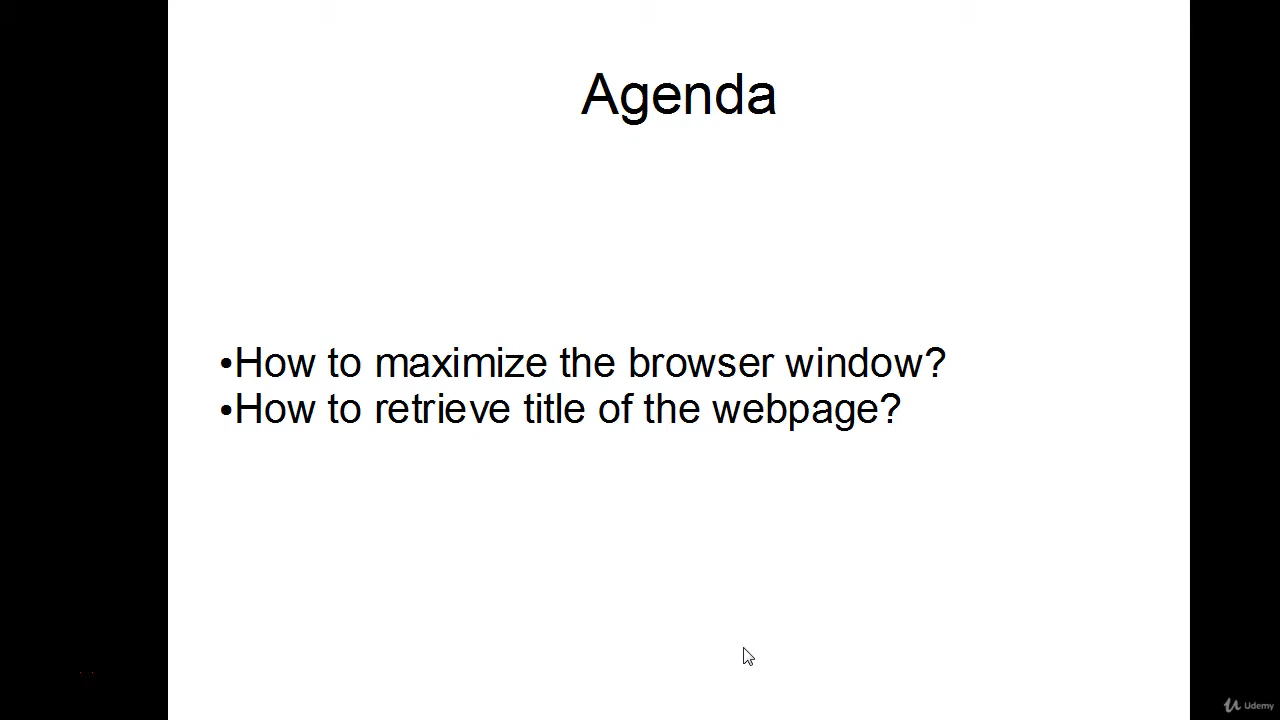 Agenda
•How to maximize the browser window?
•How to retrieve title of the webpage?
Udemy